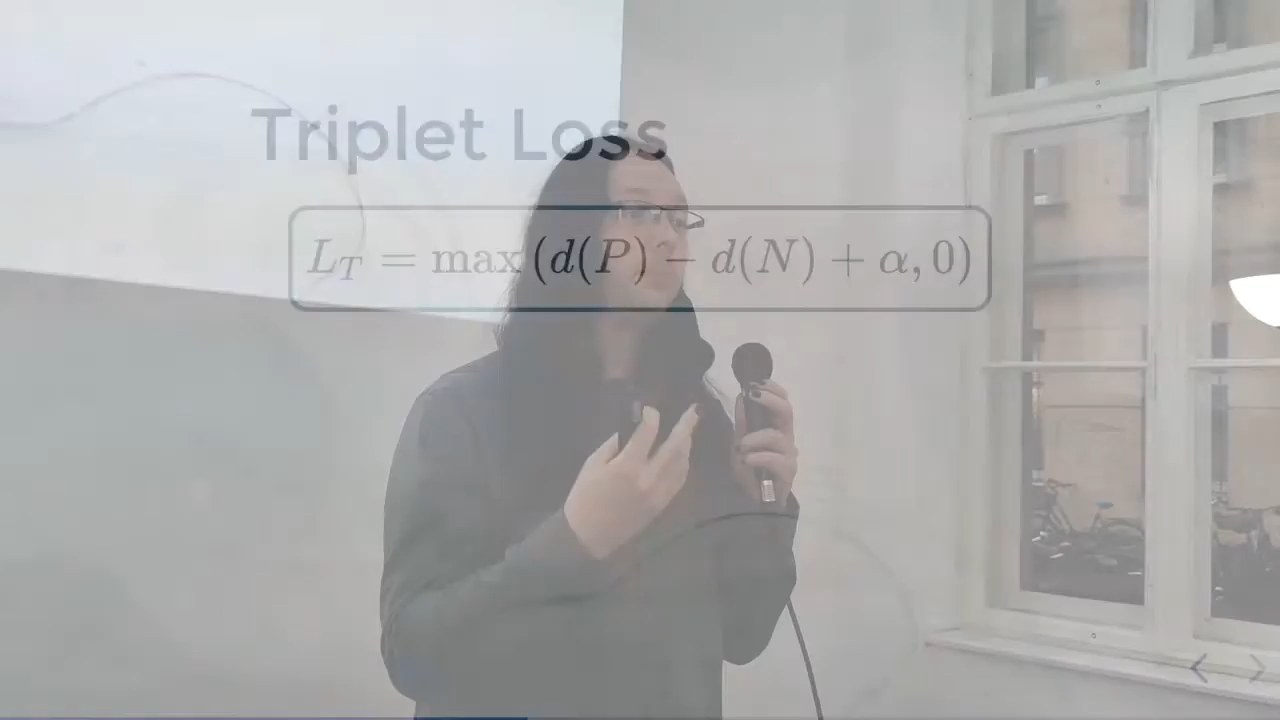 Triplet Loss
L_T = max (d(P) − d(N) + α, 0)